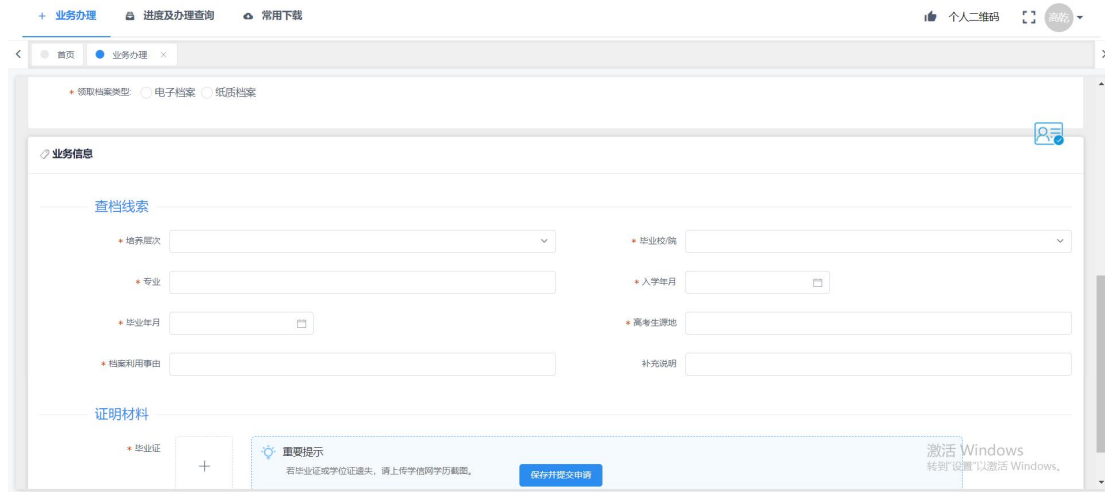 + 业务办理 进度及办理查询 常用下载 个人二维码 高屹
首页 业务办理 ×
* 领取档案类型: 电子档案 纸质档案
业务信息
查档线索
* 培养层次 * 毕业校/院
* 专业 * 入学年月
* 毕业年月 * 高考生源地
* 档案利用事由 补充说明
证明材料
* 毕业证
重要提示
若毕业证或学位证遗失，请上传学信网学历截图。
保存并提交申请
激活 Windows
转到"设置"以激活 Windows。